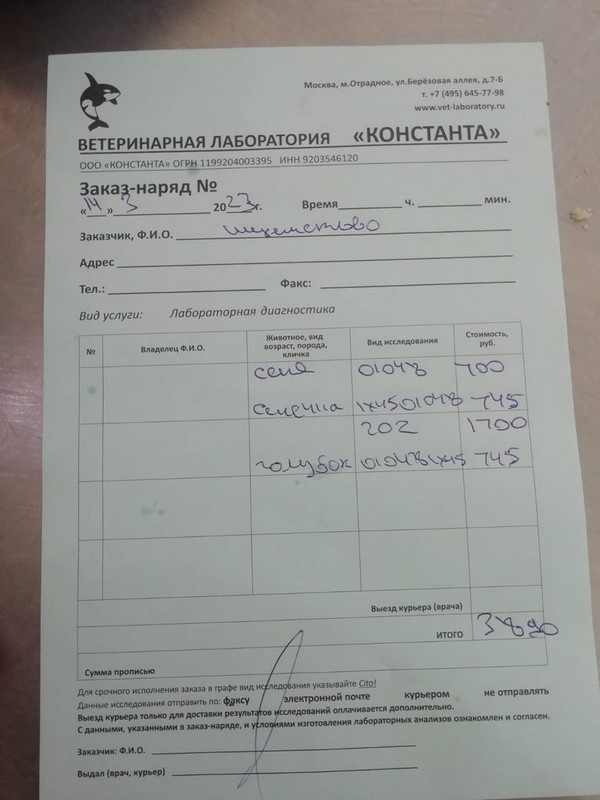 Москва, м.Отрадное, ул.Берёзовая аллея, д.7-Б
т. +7 (495) 645-77-98
www.vet-laboratory.ru
ВЕТЕРИНАРНАЯ ЛАБОРАТОРИЯ «КОНСТАНТА»
ООО «КОНСТАНТА» ОГРН 1199204003395 ИНН 9203546120
Заказ-наряд №
«14» 3 2023г. Время ч. мин.
Заказчик, Ф.И.О.
Адрес
Тел.: Факс:
Вид услуги: Лабораторная диагностика
№ Владелец Ф.И.О. Животное, вид возраст, порода, кличка Вид исследования Стоимость, руб.
01048 700
1х4501048 745
202 1700
голубок 010481х45 745
Выезд курьера (врача)
ИТОГО 3890
Сумма прописью
Для срочного исполнения заказа в графе вид исследования указывайте Cito!
Данные исследования отправить по: факсу электронной почте курьером не отправлять
Выезд курьера только для доставки результатов исследований оплачивается дополнительно.
С данными, указанными в заказ-наряде, и условиями изготовления лабораторных анализов ознакомлен и согласен.
Заказчик: Ф.И.О.
Выдал (врач, курьер)